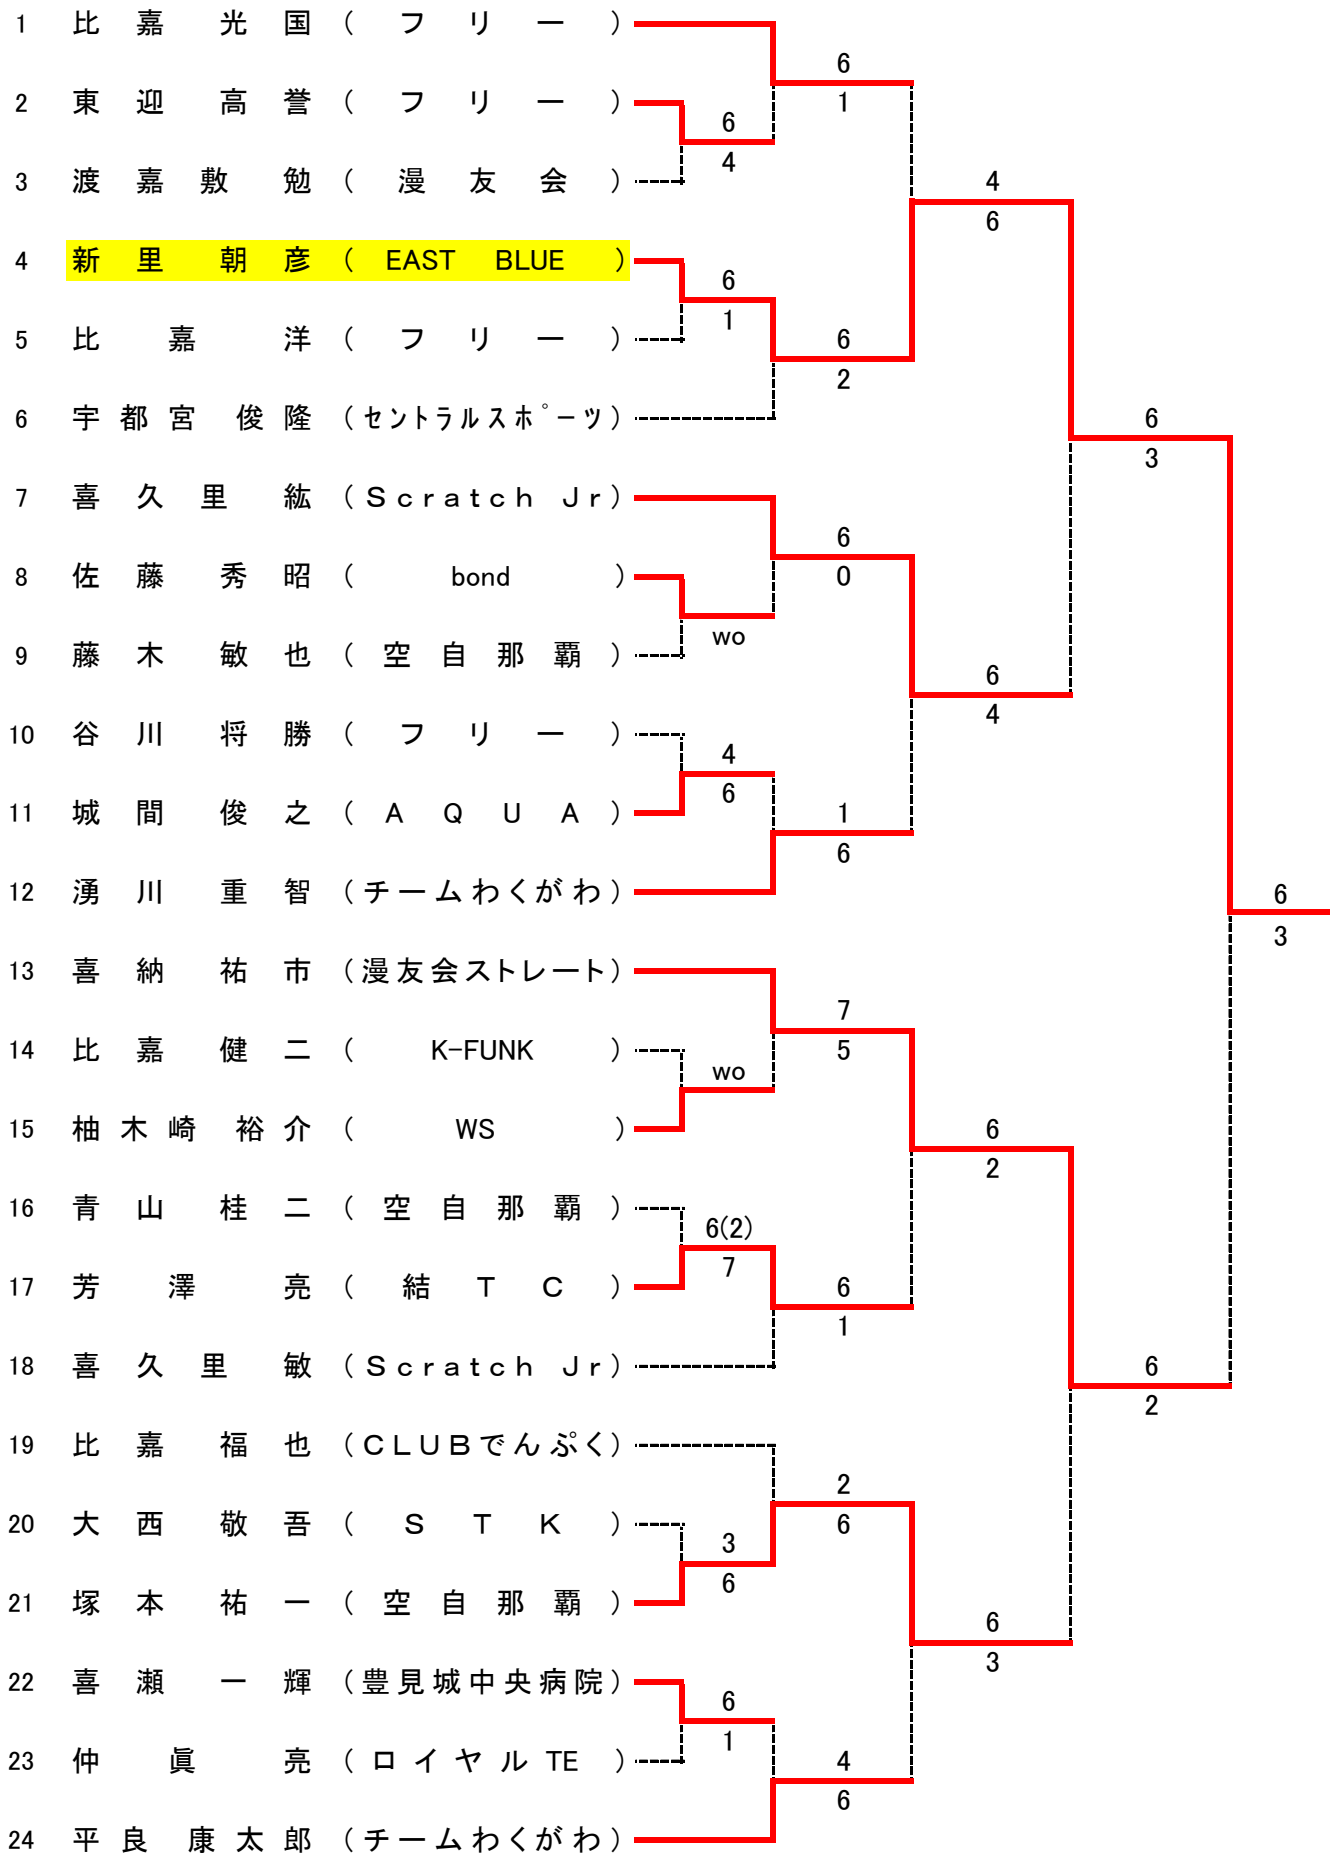 1 比嘉 光国 ( フリー )
6
2 東迎 高誉 ( フリー )
1
6
4
3 渡嘉敷 勉 ( 漫友会 )
4
6
4 新里 朝彦 ( EAST BLUE )
6
1
5 比嘉 洋 ( フリー )
6
2
6 宇都宮 俊隆 (セントラルスポーツ)
6
3
7 喜久里 紘 (Scratch Jr)
6
0
8 佐藤 秀昭 ( bond )
wo
9 藤木 敏也 ( 空自那覇 )
6
4
10 谷川 将勝 ( フリー )
4
6
11 城間 俊之 ( AQUA )
1
6
12 湧川 重智 (チームわくがわ)
6
3
13 喜納 祐市 (漫友会ストレート)
7
5
14 比嘉 健二 ( K-FUNK )
wo
15 柚木崎 裕介 ( WS )
6
2
16 青山 桂二 ( 空自那覇 )
6(2)
7
17 芳澤 亮 ( 結TC )
6
1
18 喜久里 敏 (Scratch Jr)
6
2
19 比嘉 福也 (CLUBでんぷく)
2
6
20 大西 敬吾 ( STK )
3
6
21 塚本 祐一 ( 空自那覇 )
6
3
22 喜瀬 一輝 (豊見城中央病院)
6
1
23 仲眞 亮 ( ロイヤルTE )
4
6
24 平良 康太郎 (チームわくがわ)